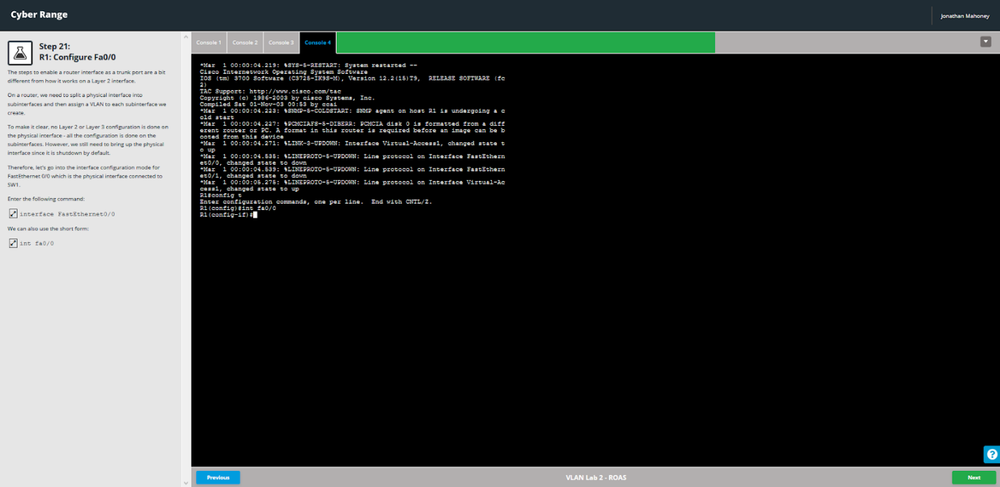 Cyber Range
Jonathan Mahoney
Step 21:
R1: Configure Fa0/0
The steps to enable a router interface as a trunk port are a bit
different from how it works on a Layer 2 interface.
On a router, we need to split a physical interface into
subinterfaces and then assign a VLAN to each subinterface we
create.
To make it clear, no Layer 2 or Layer 3 configuration is done on
the physical interface - all the configuration is done on the
subinterfaces. However, we still need to bring up the physical
interface since it is shutdown by default.
Therefore, let's go into the interface configuration mode for
FastEthernet 0/0 which is the physical interface connected to
SW1.
Enter the following command:
interface FastEthernet0/0
We can also use the short form:
int fa0/0
Console 1
Console 2
Console 3
Console 4
*Mar 1 00:00:04.219: %SYS-5-RESTART: System restarted --
Cisco Internetwork Operating System Software
IOS (tm) 3700 Software (C3725-IK9S-M), Version 12.2(15)T9, RELEASE SOFTWARE (fc
2)
TAC Support: http://www.cisco.com/tac
Copyright (c) 1986-2003 by cisco Systems, Inc.
Compiled Sat 01-Nov-03 00:53 by ccai
*Mar 1 00:00:04.223: %SNMP-5-COLDSTART: SNMP agent on host R1 is undergoing a c
old start
*Mar 1 00:00:04.227: %PCMCIAFS-5-DIBERR: PCMCIA disk 0 is formatted from a diff
erent router or PC. A format in this router is required before an image can be b
ooted from this device
*Mar 1 00:00:04.271: %LINK-3-UPDOWN: Interface Virtual-Access1, changed state t
o up
*Mar 1 00:00:04.535: %LINEPROTO-5-UPDOWN: Line protocol on Interface FastEthern
et0/0, changed state to down
*Mar 1 00:00:04.539: %LINEPROTO-5-UPDOWN: Line protocol on Interface FastEthern
et0/1, changed state to down
*Mar 1 00:00:05.275: %LINEPROTO-5-UPDOWN: Line protocol on Interface Virtual-Ac
cess1, changed state to up
R1#config t
Enter configuration commands, one per line. End with CNTL/Z.
R1(config)#int fa0/0
R1(config-if)#
?
Previous
VLAN Lab 2 - ROAS
Next